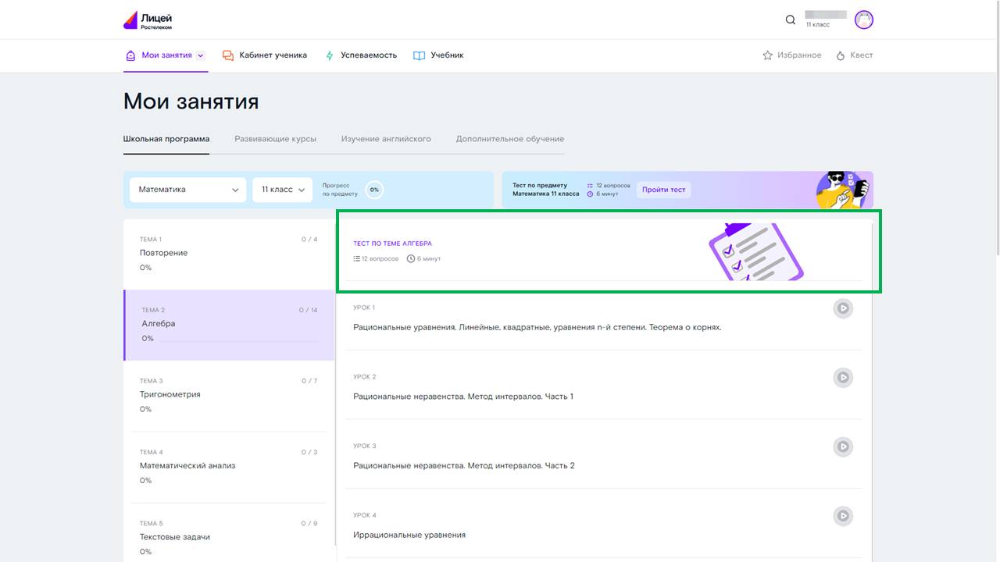 Лицей
Ростелеком
11 класс
Мои занятия
Кабинет ученика
Успеваемость
Учебник
Избранное
Квест
Мои занятия
Школьная программа
Развивающие курсы
Изучение английского
Дополнительное обучение
Математика
11 класс
Прогресс
по предмету
0%
Тест по предмету
Математика 11 класса
12 вопросов
6 минут
Пройти тест
ТЕМА 1
0 / 4
Повторение
0%
ТЕМА 2
0 / 14
Алгебра
0%
ТЕМА 3
0 / 7
Тригонометрия
0%
ТЕМА 4
0 / 3
Математический анализ
0%
ТЕМА 5
0 / 9
Текстовые задачи
0%
ТЕСТ ПО ТЕМЕ АЛГЕБРА
12 вопросов
6 минут
УРОК 1
Рациональные уравнения. Линейные, квадратные, уравнения n-й степени. Теорема о корнях.
УРОК 2
Рациональные неравенства. Метод интервалов. Часть 1
УРОК 3
Рациональные неравенства. Метод интервалов. Часть 2
УРОК 4
Иррациональные уравнения